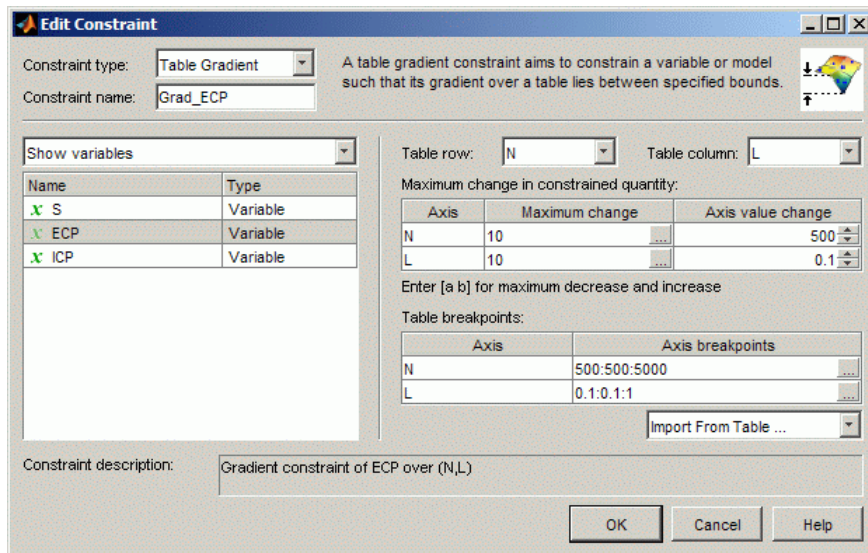 Edit Constraint
Constraint type: Table Gradient
Constraint name: Grad_ECP
A table gradient constraint aims to constrain a variable or model
such that its gradient over a table lies between specified bounds.
Show variables
Name Type
x S Variable
x ECP Variable
x ICP Variable
Table row: N Table column: L
Maximum change in constrained quantity:
Axis Maximum change Axis value change
N 10 ... 500
L 10 ... 0.1
Enter [a b] for maximum decrease and increase
Table breakpoints:
Axis Axis breakpoints
N 500:500:5000 ...
L 0.1:0.1:1 ...
Import From Table ...
Constraint description: Gradient constraint of ECP over (N,L)
OK Cancel Help